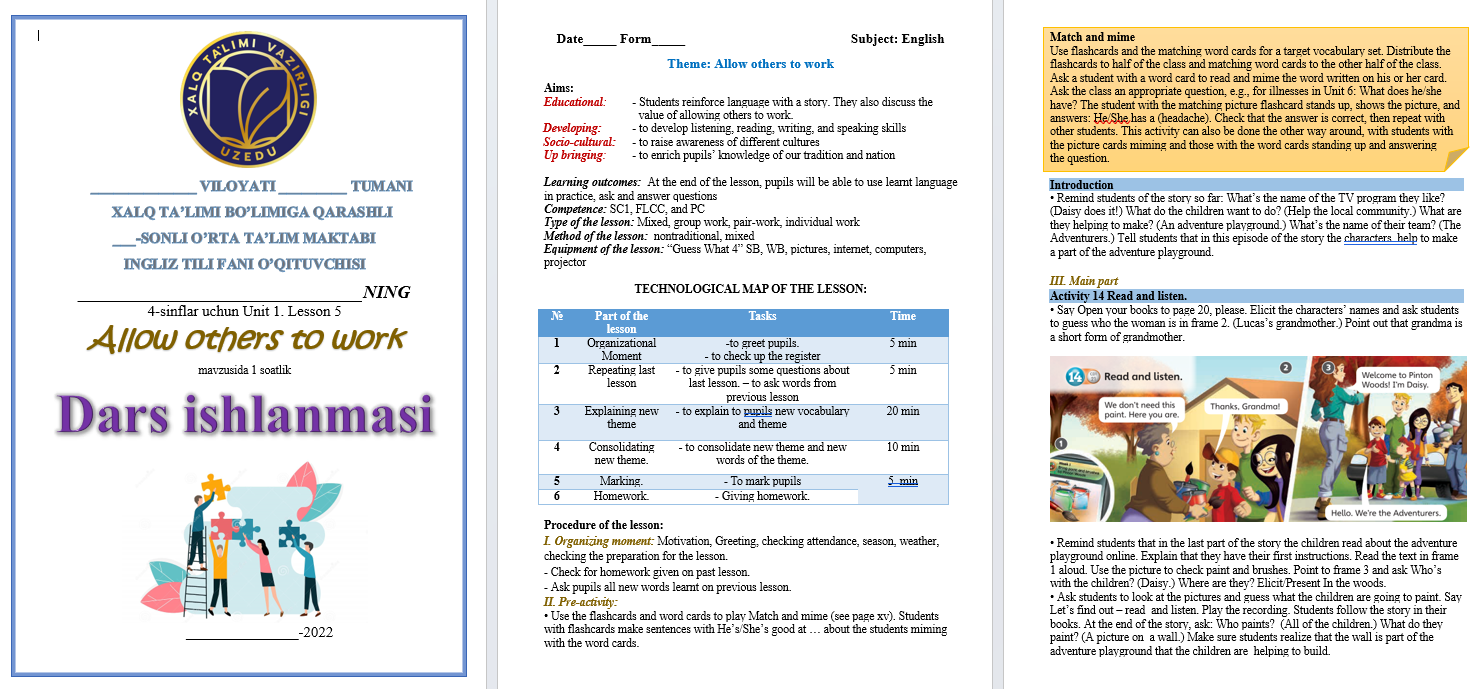 XALQ TA'LIMI VAZIRLIGI
UZEDU
________________ VILOYATI __________ TUMANI
XALQ TA’LIMI BO’LIMIGA QARASHLI
___-SONLI O’RTA TA’LIM MAKTABI
INGLIZ TILI FANI O’QITUVCHISI
______________________________NING
4-sinflar uchun Unit 1. Lesson 5
Allow others to work
mavzusida 1 soatlik
Dars ishlanmasi
________________-2022
Date_____ Form_____ Subject: English
Theme: Allow others to work
Aims:
Educational: - Students reinforce language with a story. They also discuss the
value of allowing others to work.
Developing: - to develop listening, reading, writing, and speaking skills
Socio-cultural: - to raise awareness of different cultures
Up bringing: - to enrich pupils’ knowledge of our tradition and nation
Learning outcomes: At the end of the lesson, pupils will be able to use learnt language
in practice, ask and answer questions
Competence: SC1, FLCC, and PC
Type of the lesson: Mixed, group work, pair-work, individual work
Method of the lesson: nontraditional, mixed
Equipment of the lesson: “Guess What 4” SB, WB, pictures, internet, computers,
projector
TECHNOLOGICAL MAP OF THE LESSON:
№ Part of the lesson Tasks Time
1 Organizational Moment -to greet pupils. - to check up the register 5 min
2 Repeating last lesson - to give pupils some questions about last lesson. – to ask words from previous lesson 5 min
3 Explaining new theme - to explain to pupils new vocabulary and theme 20 min
4 Consolidating new theme. - to consolidate new theme and new words of the theme. 10 min
5 Marking. - To mark pupils 5 min
6 Homework. - Giving homework.
Procedure of the lesson:
I. Organizing moment: Motivation, Greeting, checking attendance, season, weather,
checking the preparation for the lesson.
- Check for homework given on past lesson.
- Ask pupils all new words learnt on previous lesson.
II. Pre-activity:
• Use the flashcards and word cards to play Match and mime (see page xv). Students
with flashcards make sentences with He’s/She’s good at … about the students miming
with the word cards.
Match and mime
Use flashcards and the matching word cards for a target vocabulary set. Distribute the
flashcards to half of the class and matching word cards to the other half of the class.
Ask a student with a word card to read and mime the word written on his or her card.
Ask the class an appropriate question, e.g., for illnesses in Unit 6: What does he/she
have? The student with the matching picture flashcard stands up, shows the picture, and
answers: He/She has a (headache). Check that the answer is correct, then repeat with
other students. This activity can also be done the other way around, with students with
the picture cards miming and those with the word cards standing up and answering
the question.
Introduction
• Remind students of the story so far: What’s the name of the TV program they like?
(Daisy does it!) What do the children want to do? (Help the local community.) What are
they helping to make? (An adventure playground.) What’s the name of their team? (The
Adventurers.) Tell students that in this episode of the story the characters help to make
a part of the adventure playground.
III. Main part
Activity 14 Read and listen.
• Say Open your books to page 20, please. Elicit the characters’ names and ask students
to guess who the woman is in frame 2. (Lucas’s grandmother.) Point out that grandma is
a short form of grandmother.
14 Read and listen.
1
We don't need this
paint. Here you are.
2
Thanks, Grandma!
3
Welcome to Pinton
Woods! I'm Daisy.
Hello. We're the Adventurers.
• Remind students that in the last part of the story the children read about the adventure
playground online. Explain that they have their first instructions. Read the text in frame
1 aloud. Use the picture to check paint and brushes. Point to frame 3 and ask Who’s
with the children? (Daisy.) Where are they? Elicit/Present In the woods.
• Ask students to look at the pictures and guess what the children are going to paint. Say
Let’s find out – read and listen. Play the recording. Students follow the story in their
books. At the end of the story, ask: Who paints? (All of the children.) What do they
paint? (A picture on a wall.) Make sure students realize that the wall is part of the
adventure playground that the children are helping to build.